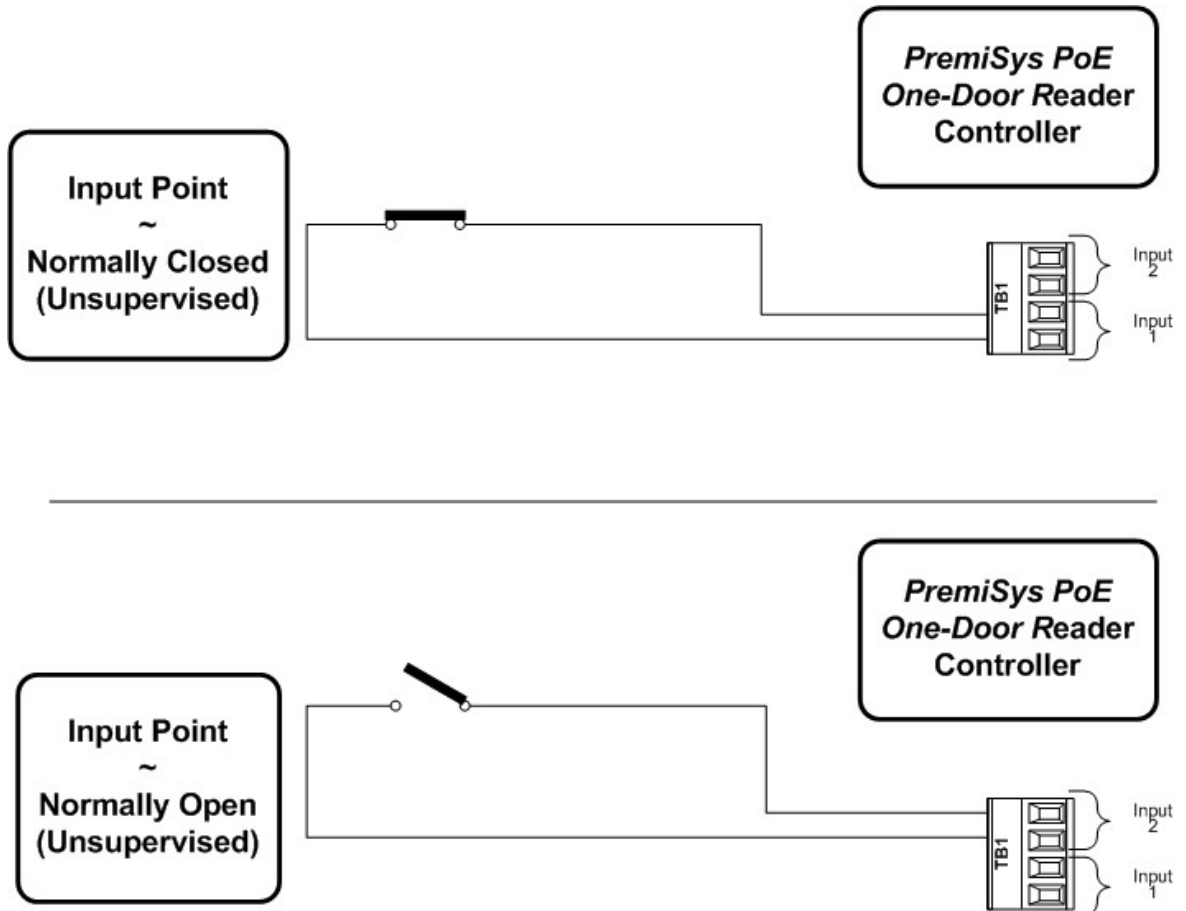 PremiSys PoE
One-Door Reader
Controller
Input Point
~
Normally Closed
(Unsupervised)
TB1
Input
2
Input
1
PremiSys PoE
One-Door Reader
Controller
Input Point
~
Normally Open
(Unsupervised)
TB1
Input
2
Input
1